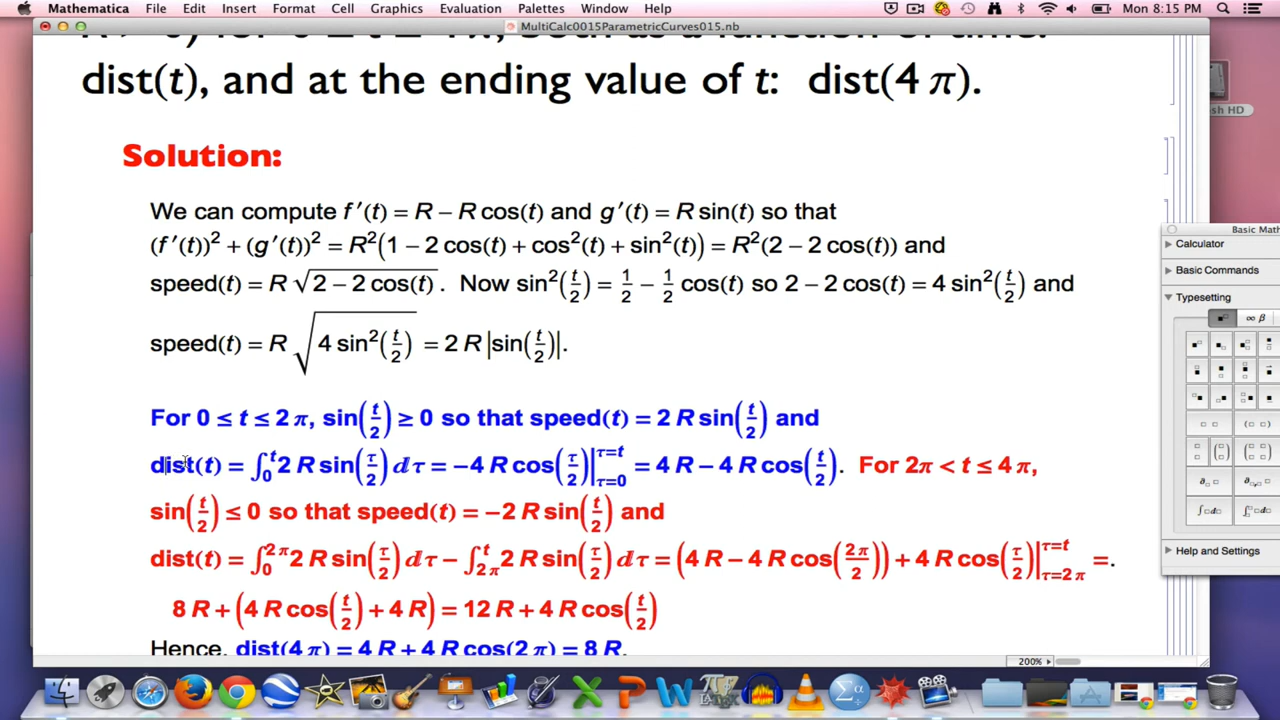 Mathematica File Edit Insert Format Cell Graphics Evaluation Palettes Window Help Mon 8:15 PM
MultiCalc0015ParametricCurves015.nb
dist(t), and at the ending value of t: dist(4 π).
Solution:
We can compute f ′(t) = R − R cos(t) and g ′(t) = R sin(t) so that
(f ′(t))² + (g ′(t))² = R²(1 − 2 cos(t) + cos²(t) + sin²(t)) = R²(2 − 2 cos(t)) and
speed(t) = R √(2 − 2 cos(t)). Now sin²(t/2) = 1/2 − 1/2 cos(t) so 2 − 2 cos(t) = 4 sin²(t/2) and
speed(t) = R √(4 sin²(t/2)) = 2 R |sin(t/2)|.
For 0 ≤ t ≤ 2 π, sin(t/2) ≥ 0 so that speed(t) = 2 R sin(t/2) and
dist(t) = ∫₀ᵗ 2 R sin(τ/2) dτ = −4 R cos(τ/2)|τ=0 τ=t = 4 R − 4 R cos(t/2). For 2π < t ≤ 4 π,
sin(t/2) ≤ 0 so that speed(t) = −2 R sin(t/2) and
dist(t) = ∫₀^(2 π) 2 R sin(τ/2) dτ − ∫_(2 π)^t 2 R sin(τ/2) dτ = (4 R − 4 R cos(2π/2)) + 4 R cos(τ/2)|τ=2 π τ=t =.
8 R + (4 R cos(t/2) + 4 R) = 12 R + 4 R cos(t/2)
Hence, dist(4 π) = 4 R + 4 R cos(2 π) = 8 R.
200%
Basic Math
Calculator
Basic Commands
Typesetting
∞ β
Help and Settings